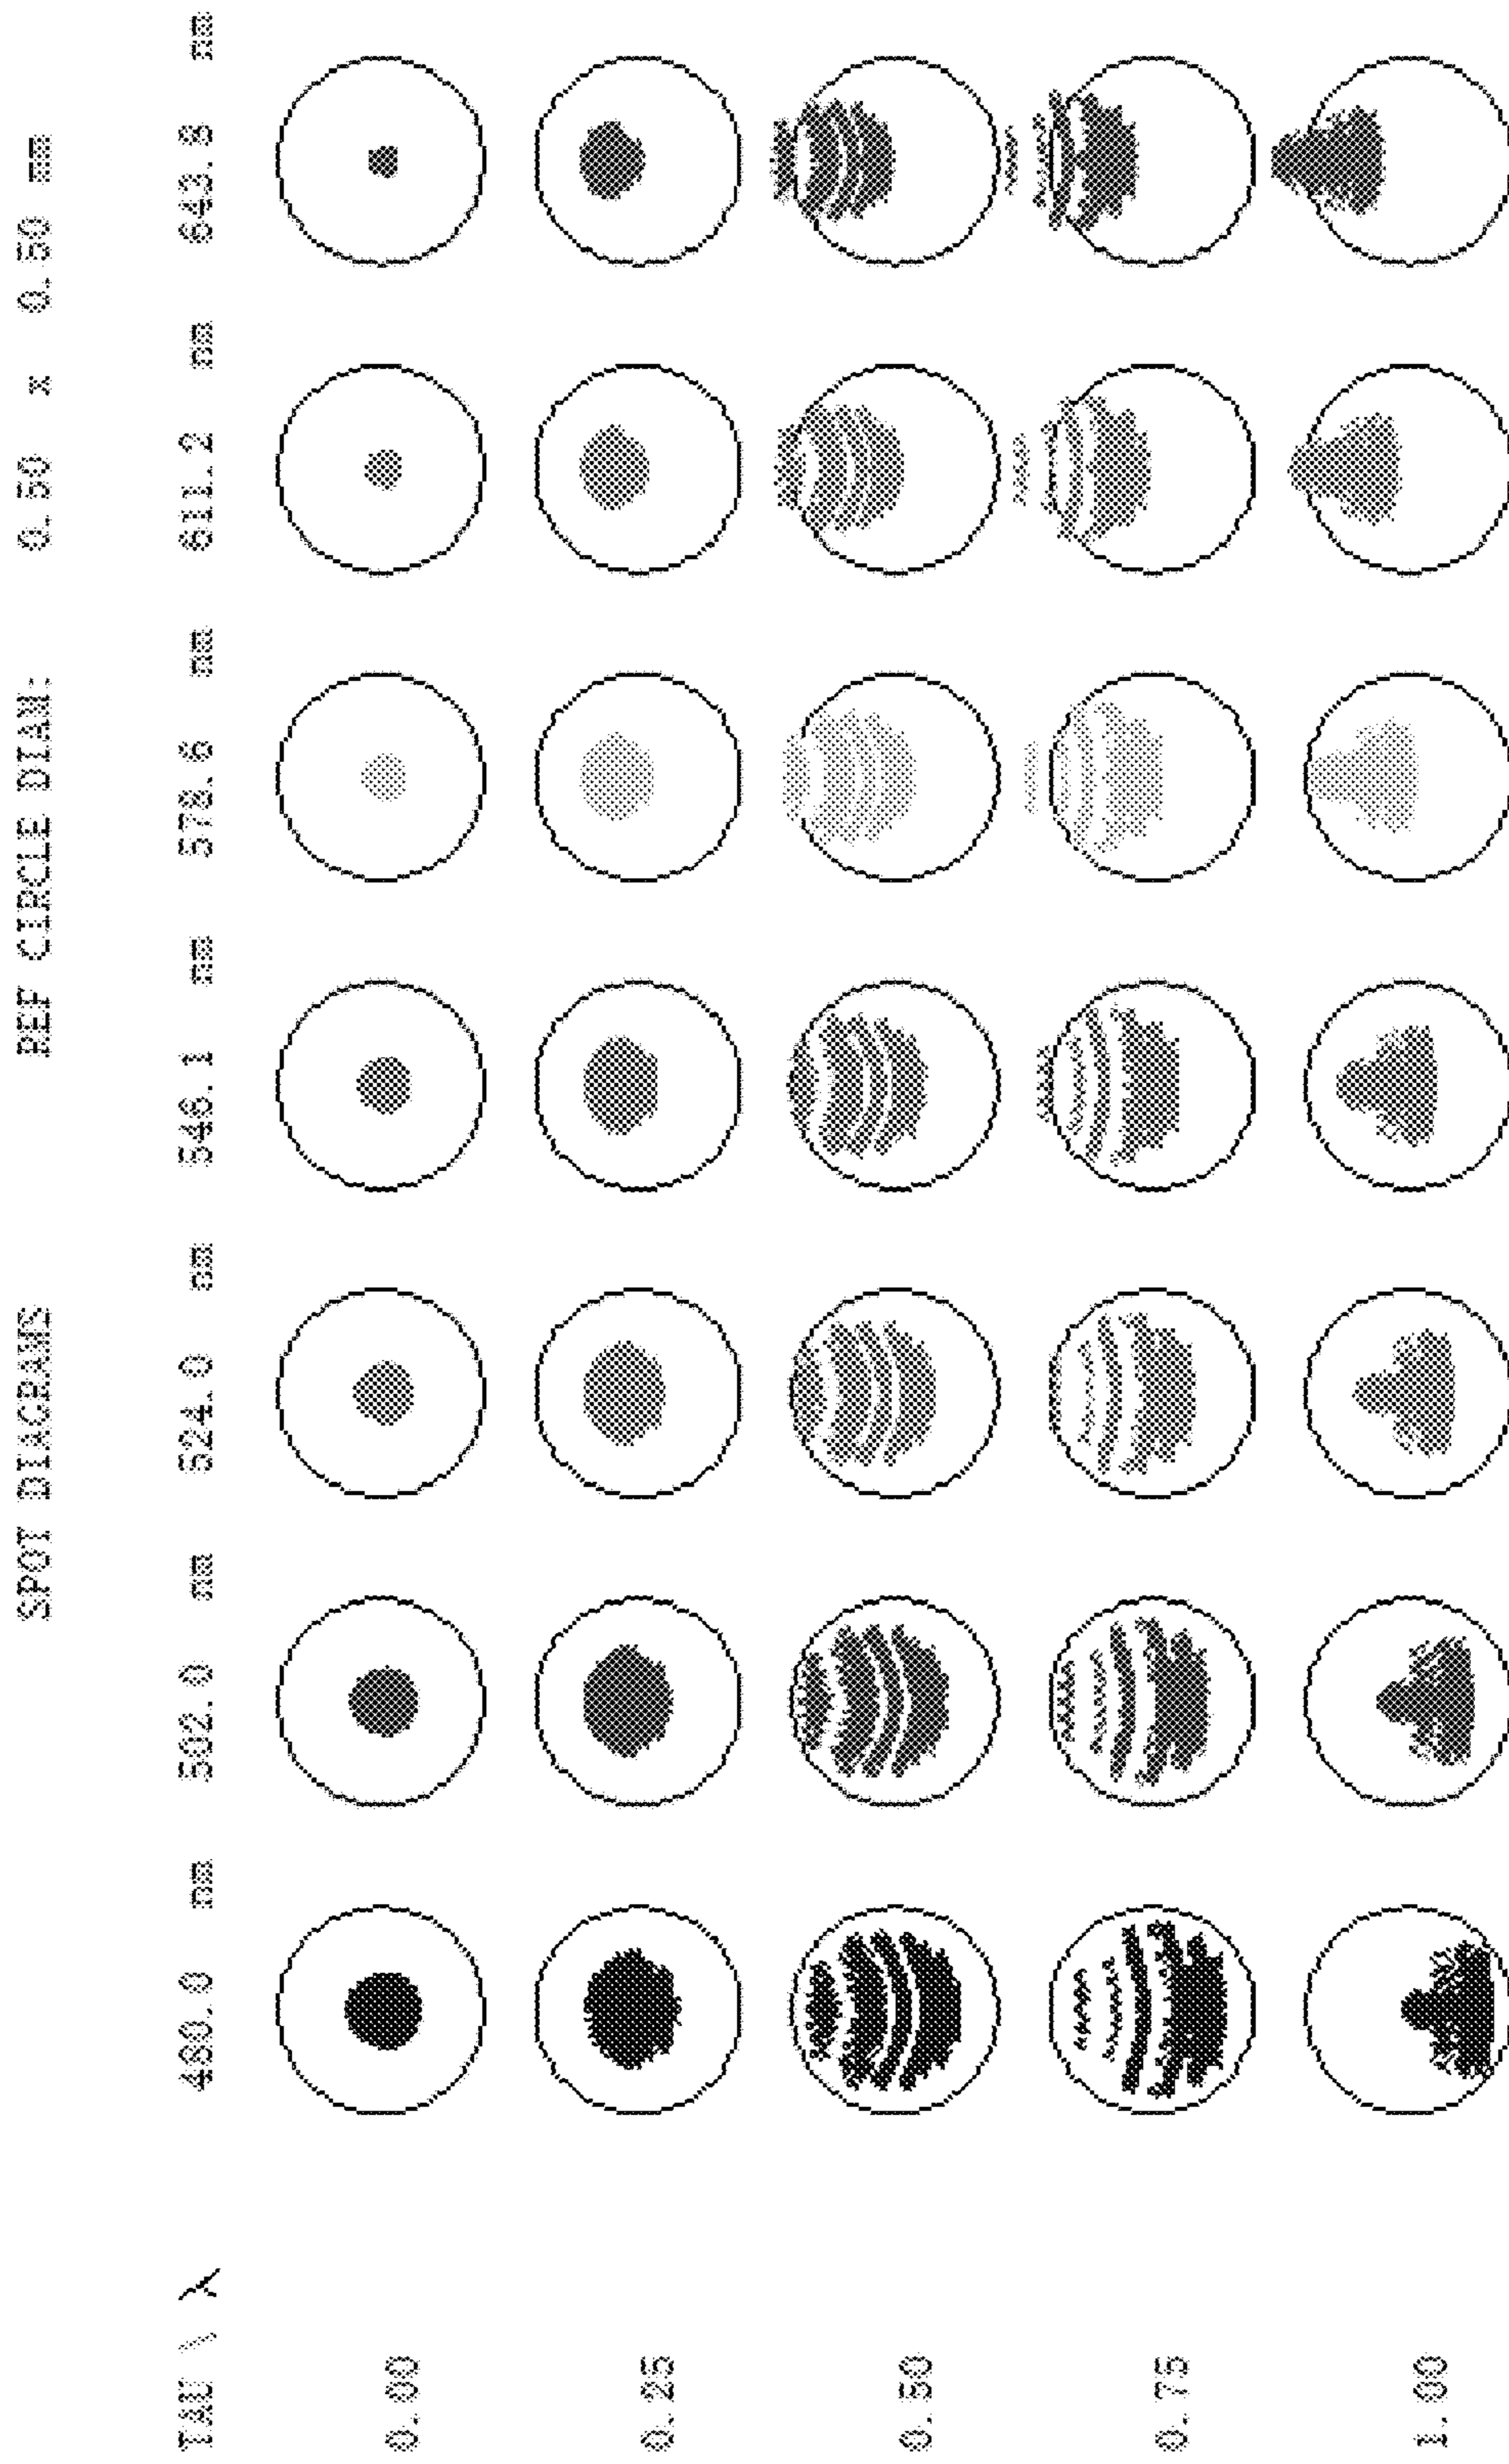 SPOT DIAGRAMS REF CIRCLE DIAM: 0.50 x 0.50 mm
TAU \ λ 480.0 nm 502.0 nm 524.0 nm 546.1 nm 578.6 nm 611.2 nm 643.8 nm
0.00
0.25
0.50
0.75
1.00